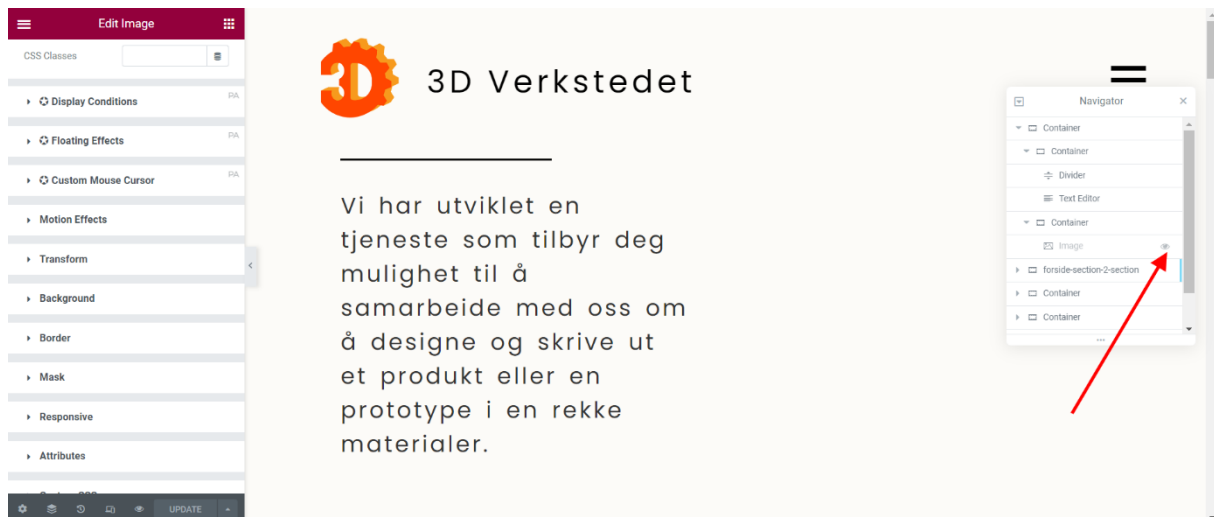 Edit Image
CSS Classes
Display Conditions
PA
Floating Effects
PA
Custom Mouse Cursor
PA
Motion Effects
Transform
Background
Border
Mask
Responsive
Attributes
UPDATE
3D
3D Verkstedet
Vi har utviklet en
tjeneste som tilbyr deg
mulighet til å
samarbeide med oss om
å designe og skrive ut
et produkt eller en
prototype i en rekke
materialer.
Navigator
Container
Container
Divider
Text Editor
Container
Image
forside-section-2-section
Container
Container